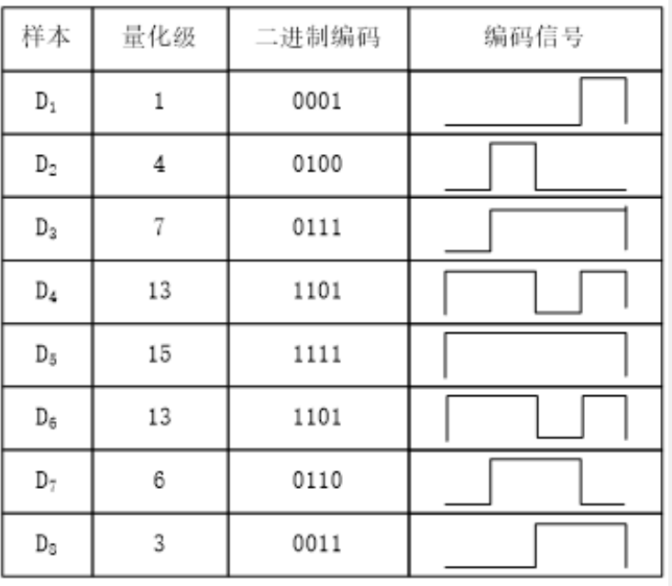 样本 量化级 二进制编码 编码信号
D₁ 1 0001
D₂ 4 0100
D₃ 7 0111
D₄ 13 1101
D₅ 15 1111
D₆ 13 1101
D₇ 6 0110
D₈ 3 0011